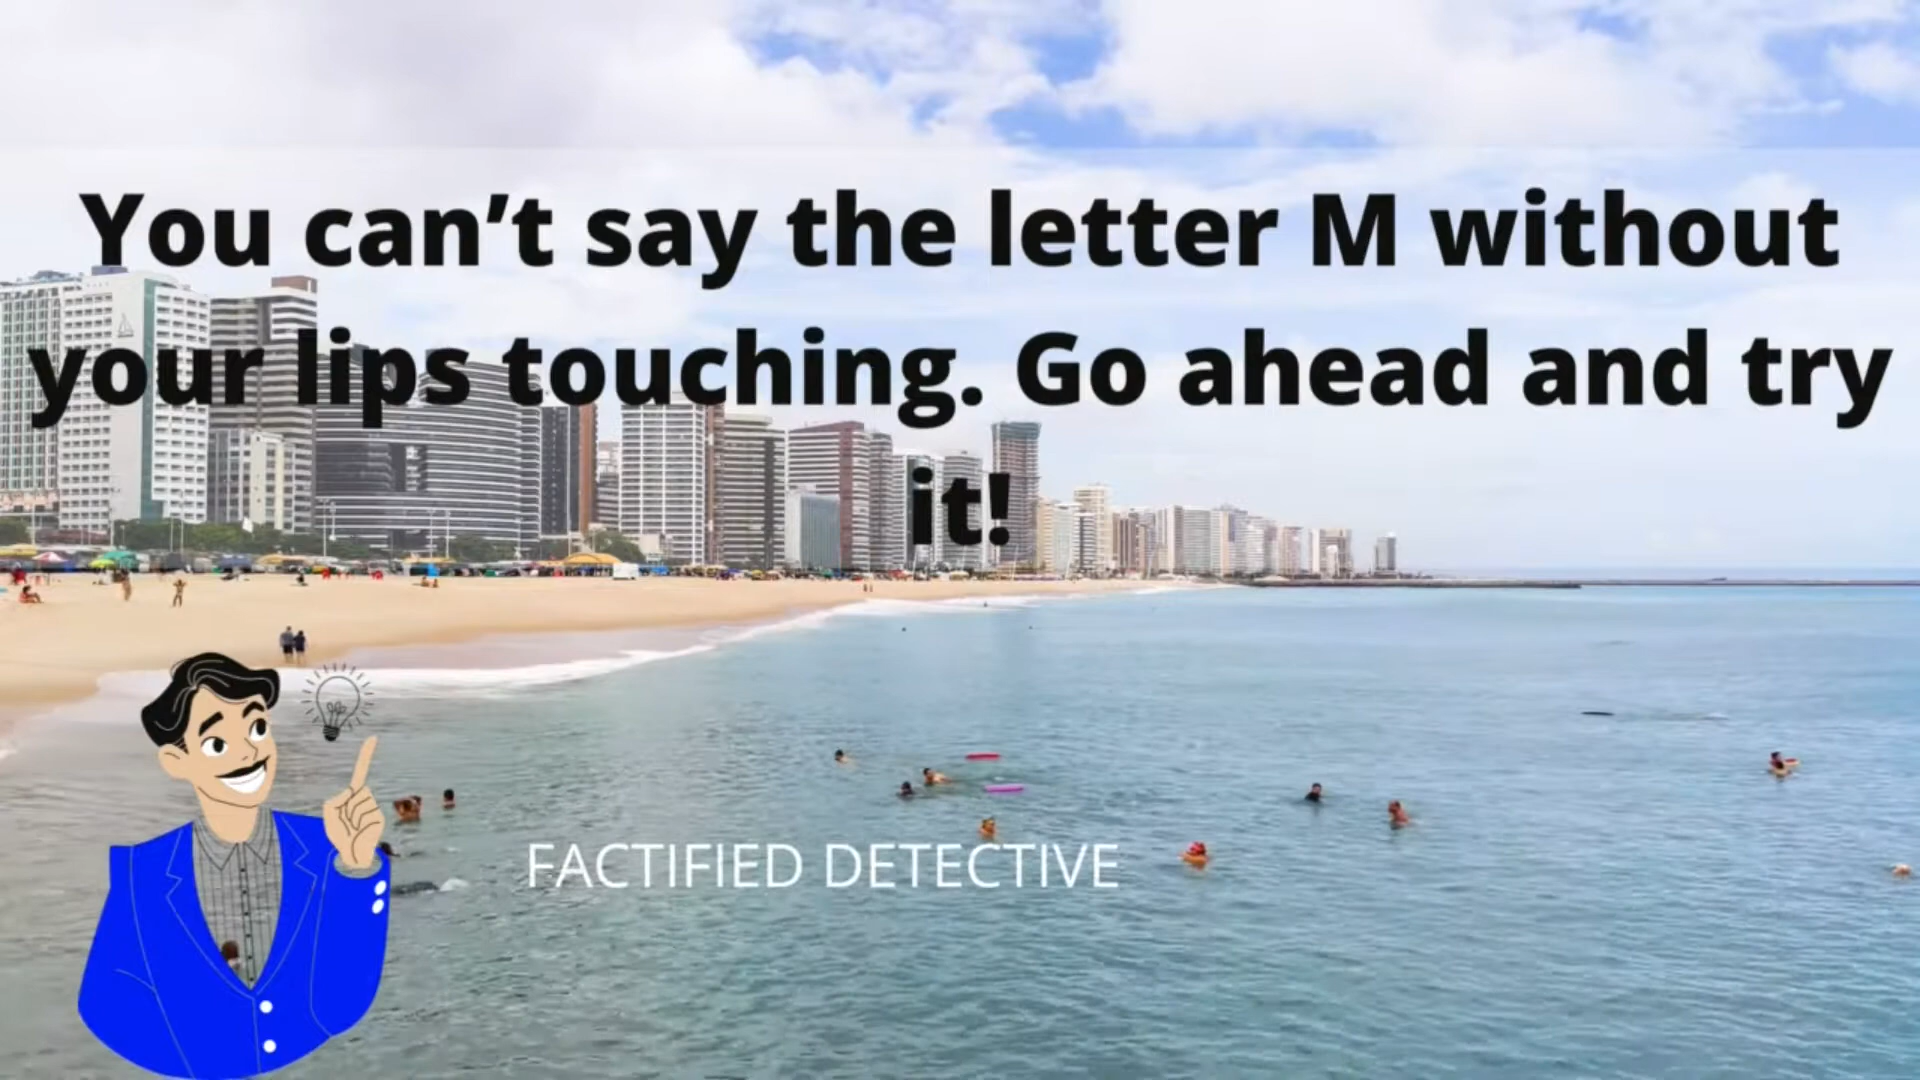 You can’t say the letter M without
your lips touching. Go ahead and try
it!
FACTIFIED DETECTIVE